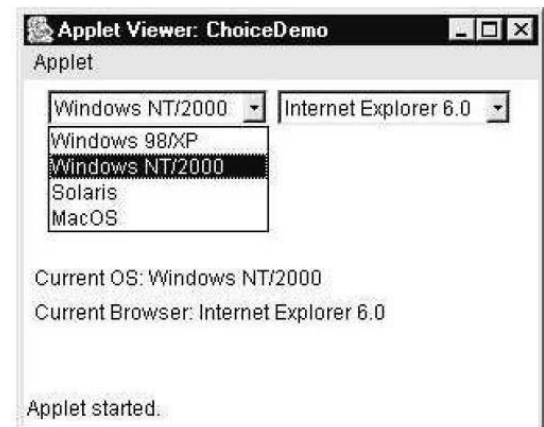 Applet Viewer: ChoiceDemo
Applet
Windows NT/2000 Internet Explorer 6.0
Windows 98/XP
Windows NT/2000
Solaris
MacOS
Current OS: Windows NT/2000
Current Browser: Internet Explorer 6.0
Applet started.